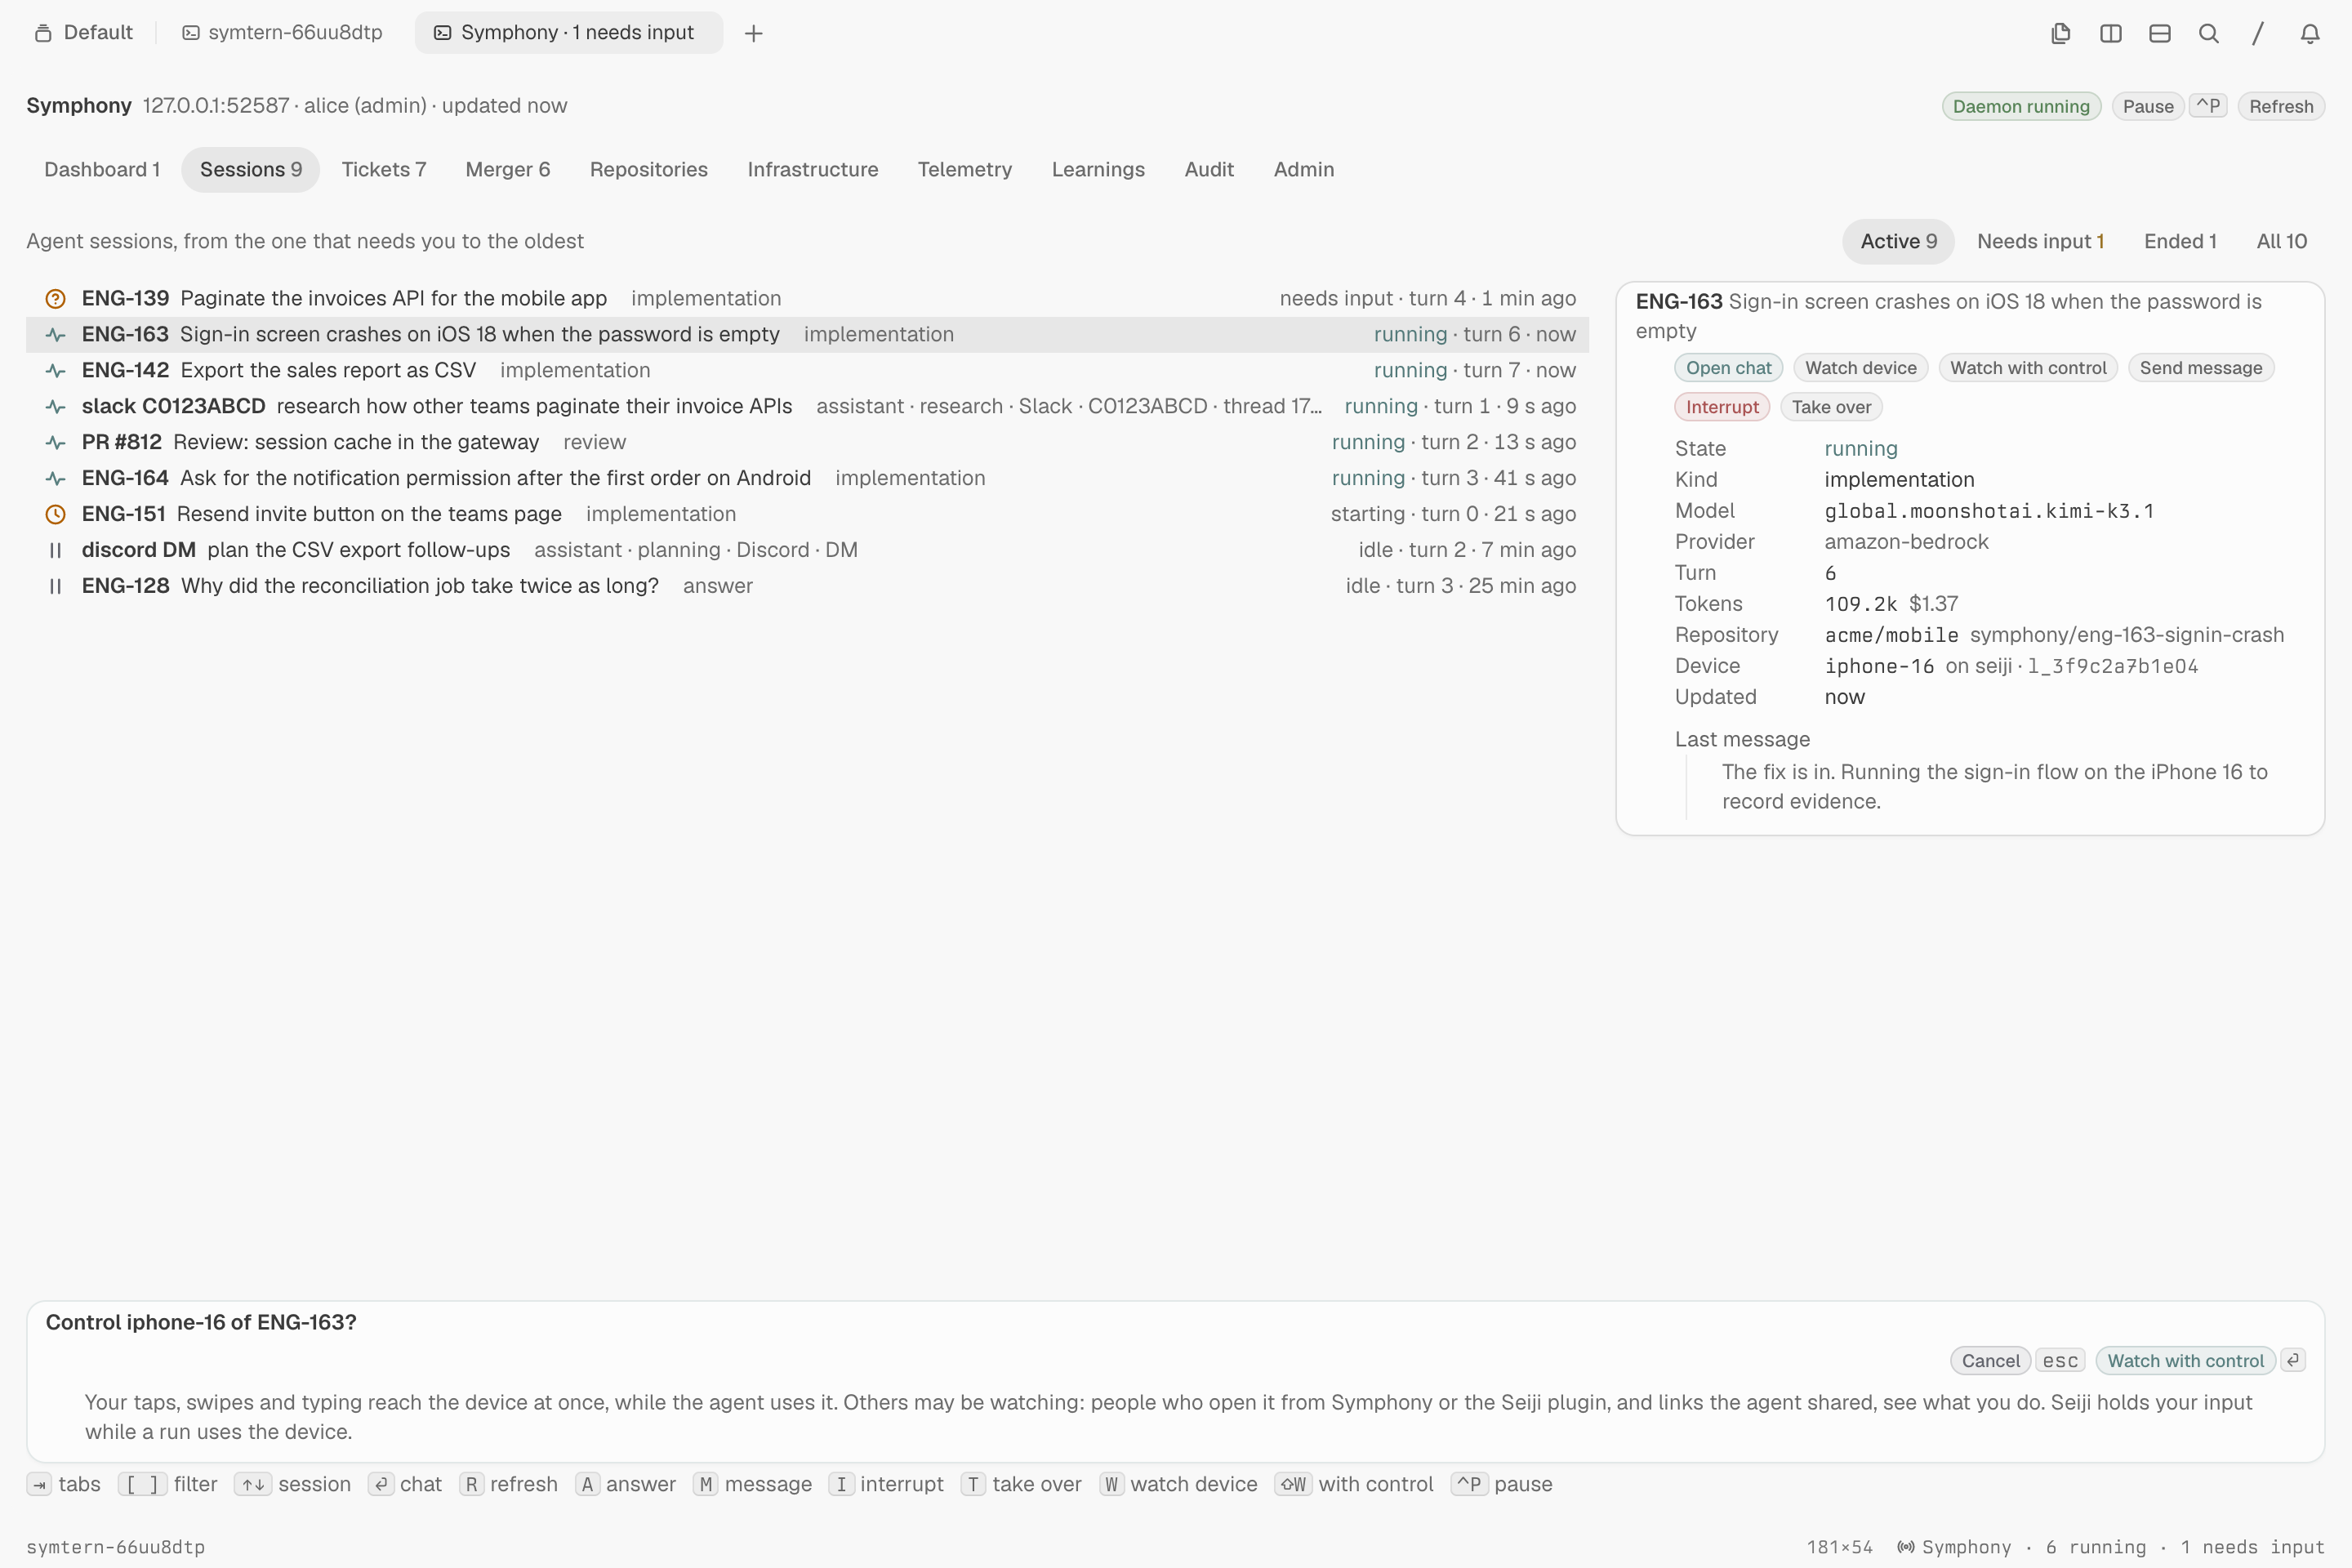 Default symtern-66uu8dtp Symphony · 1 needs input
Symphony 127.0.0.1:52587 · alice (admin) · updated now Daemon running Pause ^P Refresh
Dashboard 1 Sessions 9 Tickets 7 Merger 6 Repositories Infrastructure Telemetry Learnings Audit Admin
Agent sessions, from the one that needs you to the oldest Active 9 Needs input 1 Ended 1 All 10
ENG-139 Paginate the invoices API for the mobile app implementation needs input · turn 4 · 1 min ago
ENG-163 Sign-in screen crashes on iOS 18 when the password is empty implementation running · turn 6 · now
ENG-142 Export the sales report as CSV implementation running · turn 7 · now
slack C0123ABCD research how other teams paginate their invoice APIs assistant · research · Slack · C0123ABCD · thread 17… running · turn 1 · 9 s ago
PR #812 Review: session cache in the gateway review running · turn 2 · 13 s ago
ENG-164 Ask for the notification permission after the first order on Android implementation running · turn 3 · 41 s ago
ENG-151 Resend invite button on the teams page implementation starting · turn 0 · 21 s ago
discord DM plan the CSV export follow-ups assistant · planning · Discord · DM idle · turn 2 · 7 min ago
ENG-128 Why did the reconciliation job take twice as long? answer idle · turn 3 · 25 min ago
ENG-163 Sign-in screen crashes on iOS 18 when the password is
empty
Open chat Watch device Watch with control Send message
Interrupt Take over
State running
Kind implementation
Model global.moonshotai.kimi-k3.1
Provider amazon-bedrock
Turn 6
Tokens 109.2k $1.37
Repository acme/mobile symphony/eng-163-signin-crash
Device iphone-16 on seiji · l_3f9c2a7b1e04
Updated now
Last message
The fix is in. Running the sign-in flow on the iPhone 16 to
record evidence.
Control iphone-16 of ENG-163?
Cancel esc Watch with control ⏎
Your taps, swipes and typing reach the device at once, while the agent uses it. Others may be watching: people who open it from Symphony or the Seiji plugin, and links the agent shared, see what you do. Seiji holds your input
while a run uses the device.
⇥ tabs [ ] filter ↑↓ session ⏎ chat R refresh A answer M message I interrupt T take over W watch device ⇧W with control ^P pause
symtern-66uu8dtp 181×54 Symphony · 6 running · 1 needs input